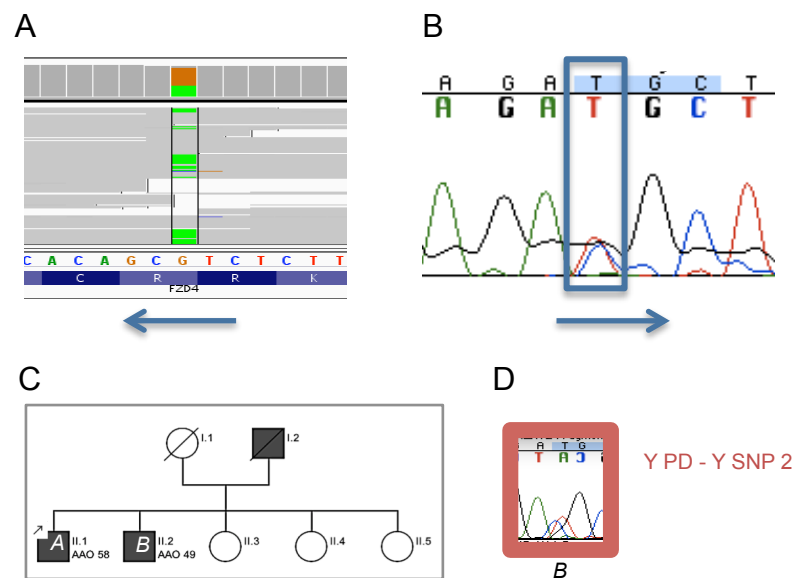 A
B
A G A T G C T
A G A T G C T
C A C A G C G T C T C T T
C R R K
FZD4
C
D
I.1
I.2
A
II.1
AAO 58
B
II.2
AAO 49
II.3
II.4
II.5
A T G
T A
Y PD - Y SNP 2
B